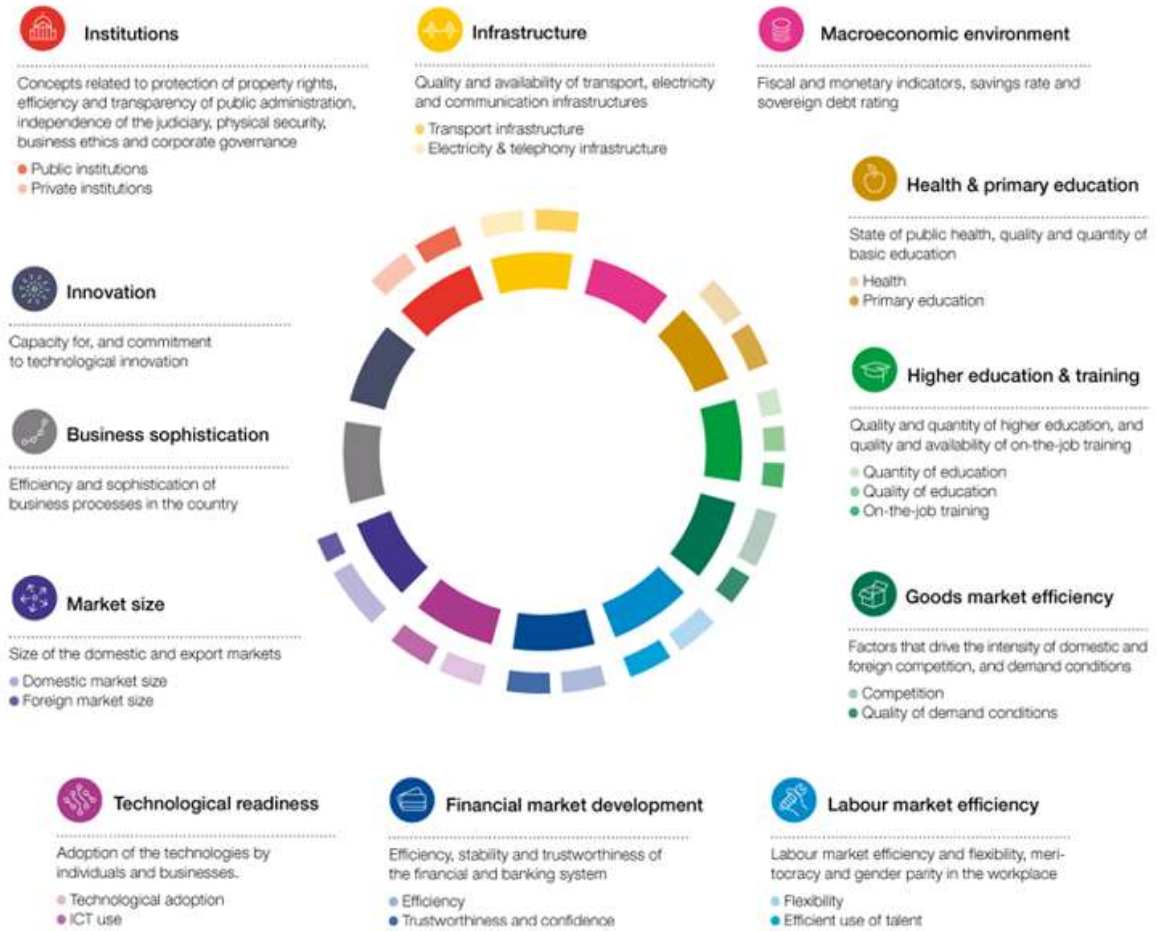 Institutions
Concepts related to protection of property rights,
efficiency and transparency of public administration,
independence of the judiciary, physical security,
business ethics and corporate governance
Public institutions
Private institutions
Infrastructure
Quality and availability of transport, electricity
and communication infrastructures
Transport infrastructure
Electricity & telephony infrastructure
Macroeconomic environment
Fiscal and monetary indicators, savings rate and
sovereign debt rating
Health & primary education
State of public health, quality and quantity of
basic education
Health
Primary education
Innovation
Capacity for, and commitment
to technological innovation
Higher education & training
Quality and quantity of higher education, and
quality and availability of on-the-job training
Quantity of education
Quality of education
On-the-job training
Business sophistication
Efficiency and sophistication of
business processes in the country
Market size
Size of the domestic and export markets
Domestic market size
Foreign market size
Goods market efficiency
Factors that drive the intensity of domestic and
foreign competition, and demand conditions
Competition
Quality of demand conditions
Technological readiness
Adoption of the technologies by
individuals and businesses.
Technological adoption
ICT use
Financial market development
Efficiency, stability and trustworthiness of
the financial and banking system
Efficiency
Trustworthiness and confidence
Labour market efficiency
Labour market efficiency and flexibility, meri-
tocracy and gender parity in the workplace
Flexibility
Efficient use of talent